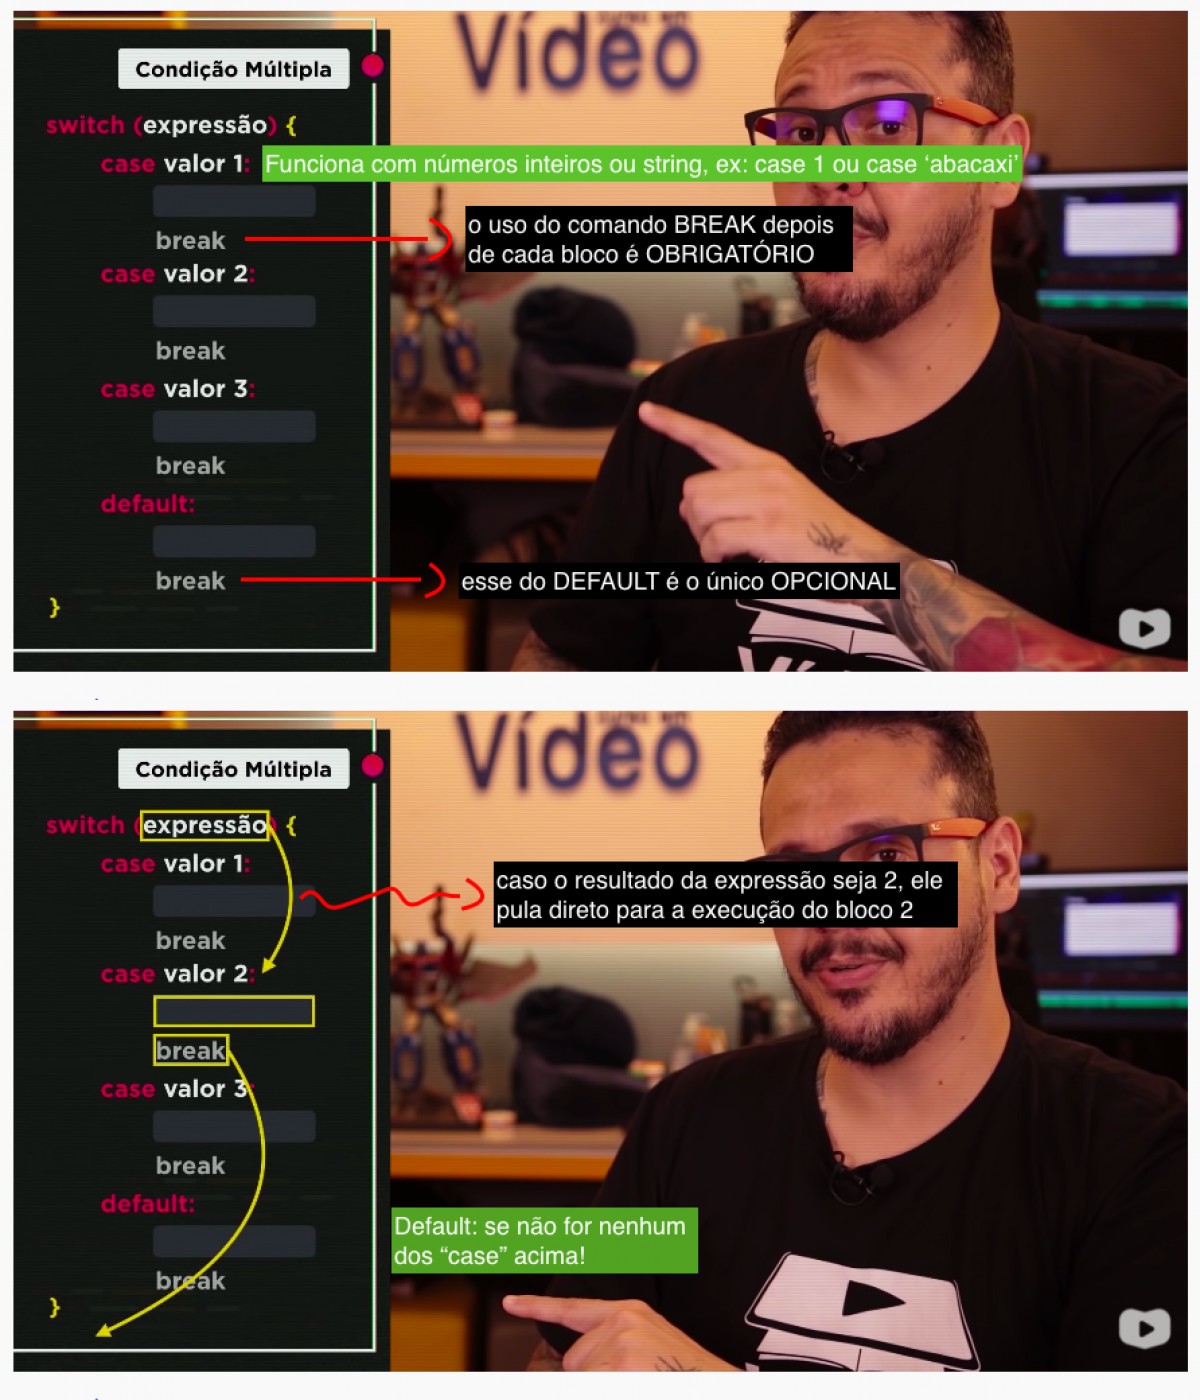 Vídeo
Condição Múltipla
switch (expressão) {
case valor 1:
Funciona com números inteiros ou string, ex: case 1 ou case ‘abacaxi’
break
o uso do comando BREAK depois
de cada bloco é OBRIGATÓRIO
case valor 2:
break
case valor 3:
break
default:
break
esse do DEFAULT é o único OPCIONAL
}
Vídeo
Condição Múltipla
switch (expressão) {
case valor 1:
caso o resultado da expressão seja 2, ele
pula direto para a execução do bloco 2
break
case valor 2:
break
case valor 3:
break
default:
Default: se não for nenhum
dos “case” acima!
break
}